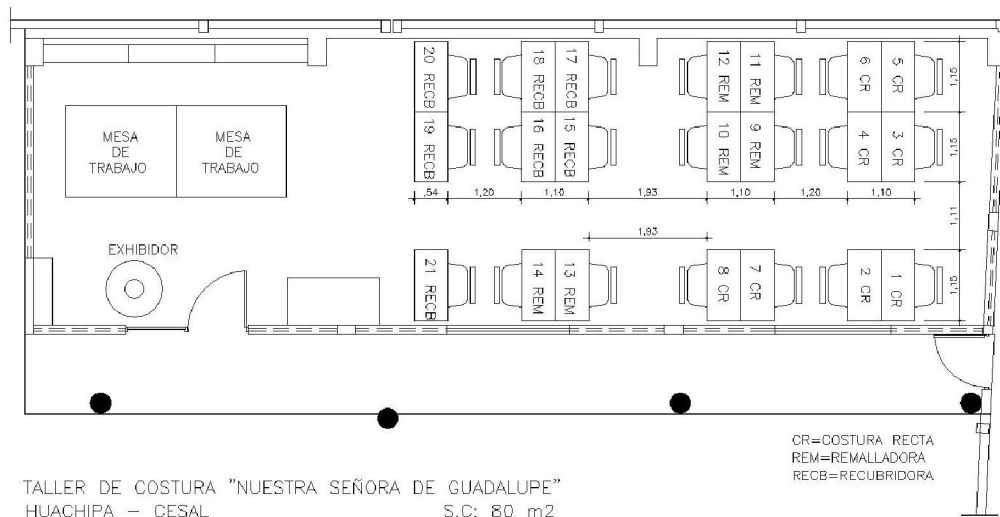 20 RECB
18 RECB
17 RECB
12 REM
11 REM
6 CR
5 CR
1,15
MESA
DE
TRABAJO
MESA
DE
TRABAJO
19 RECB
16 RECB
15 RECB
10 REM
9 REM
4 CR
3 CR
1,15
,54
1,20
1,10
1,93
1,10
1,20
1,10
1,11
1,93
EXHIBIDOR
21 RECB
14 REM
13 REM
8 CR
7 CR
2 CR
1 CR
1,15
CR=COSTURA RECTA
REM=REMALLADORA
RECB=RECUBRIDORA
TALLER DE COSTURA "NUESTRA SEÑORA DE GUADALUPE"
HUACHIPA – CESAL S.C: 80 m2